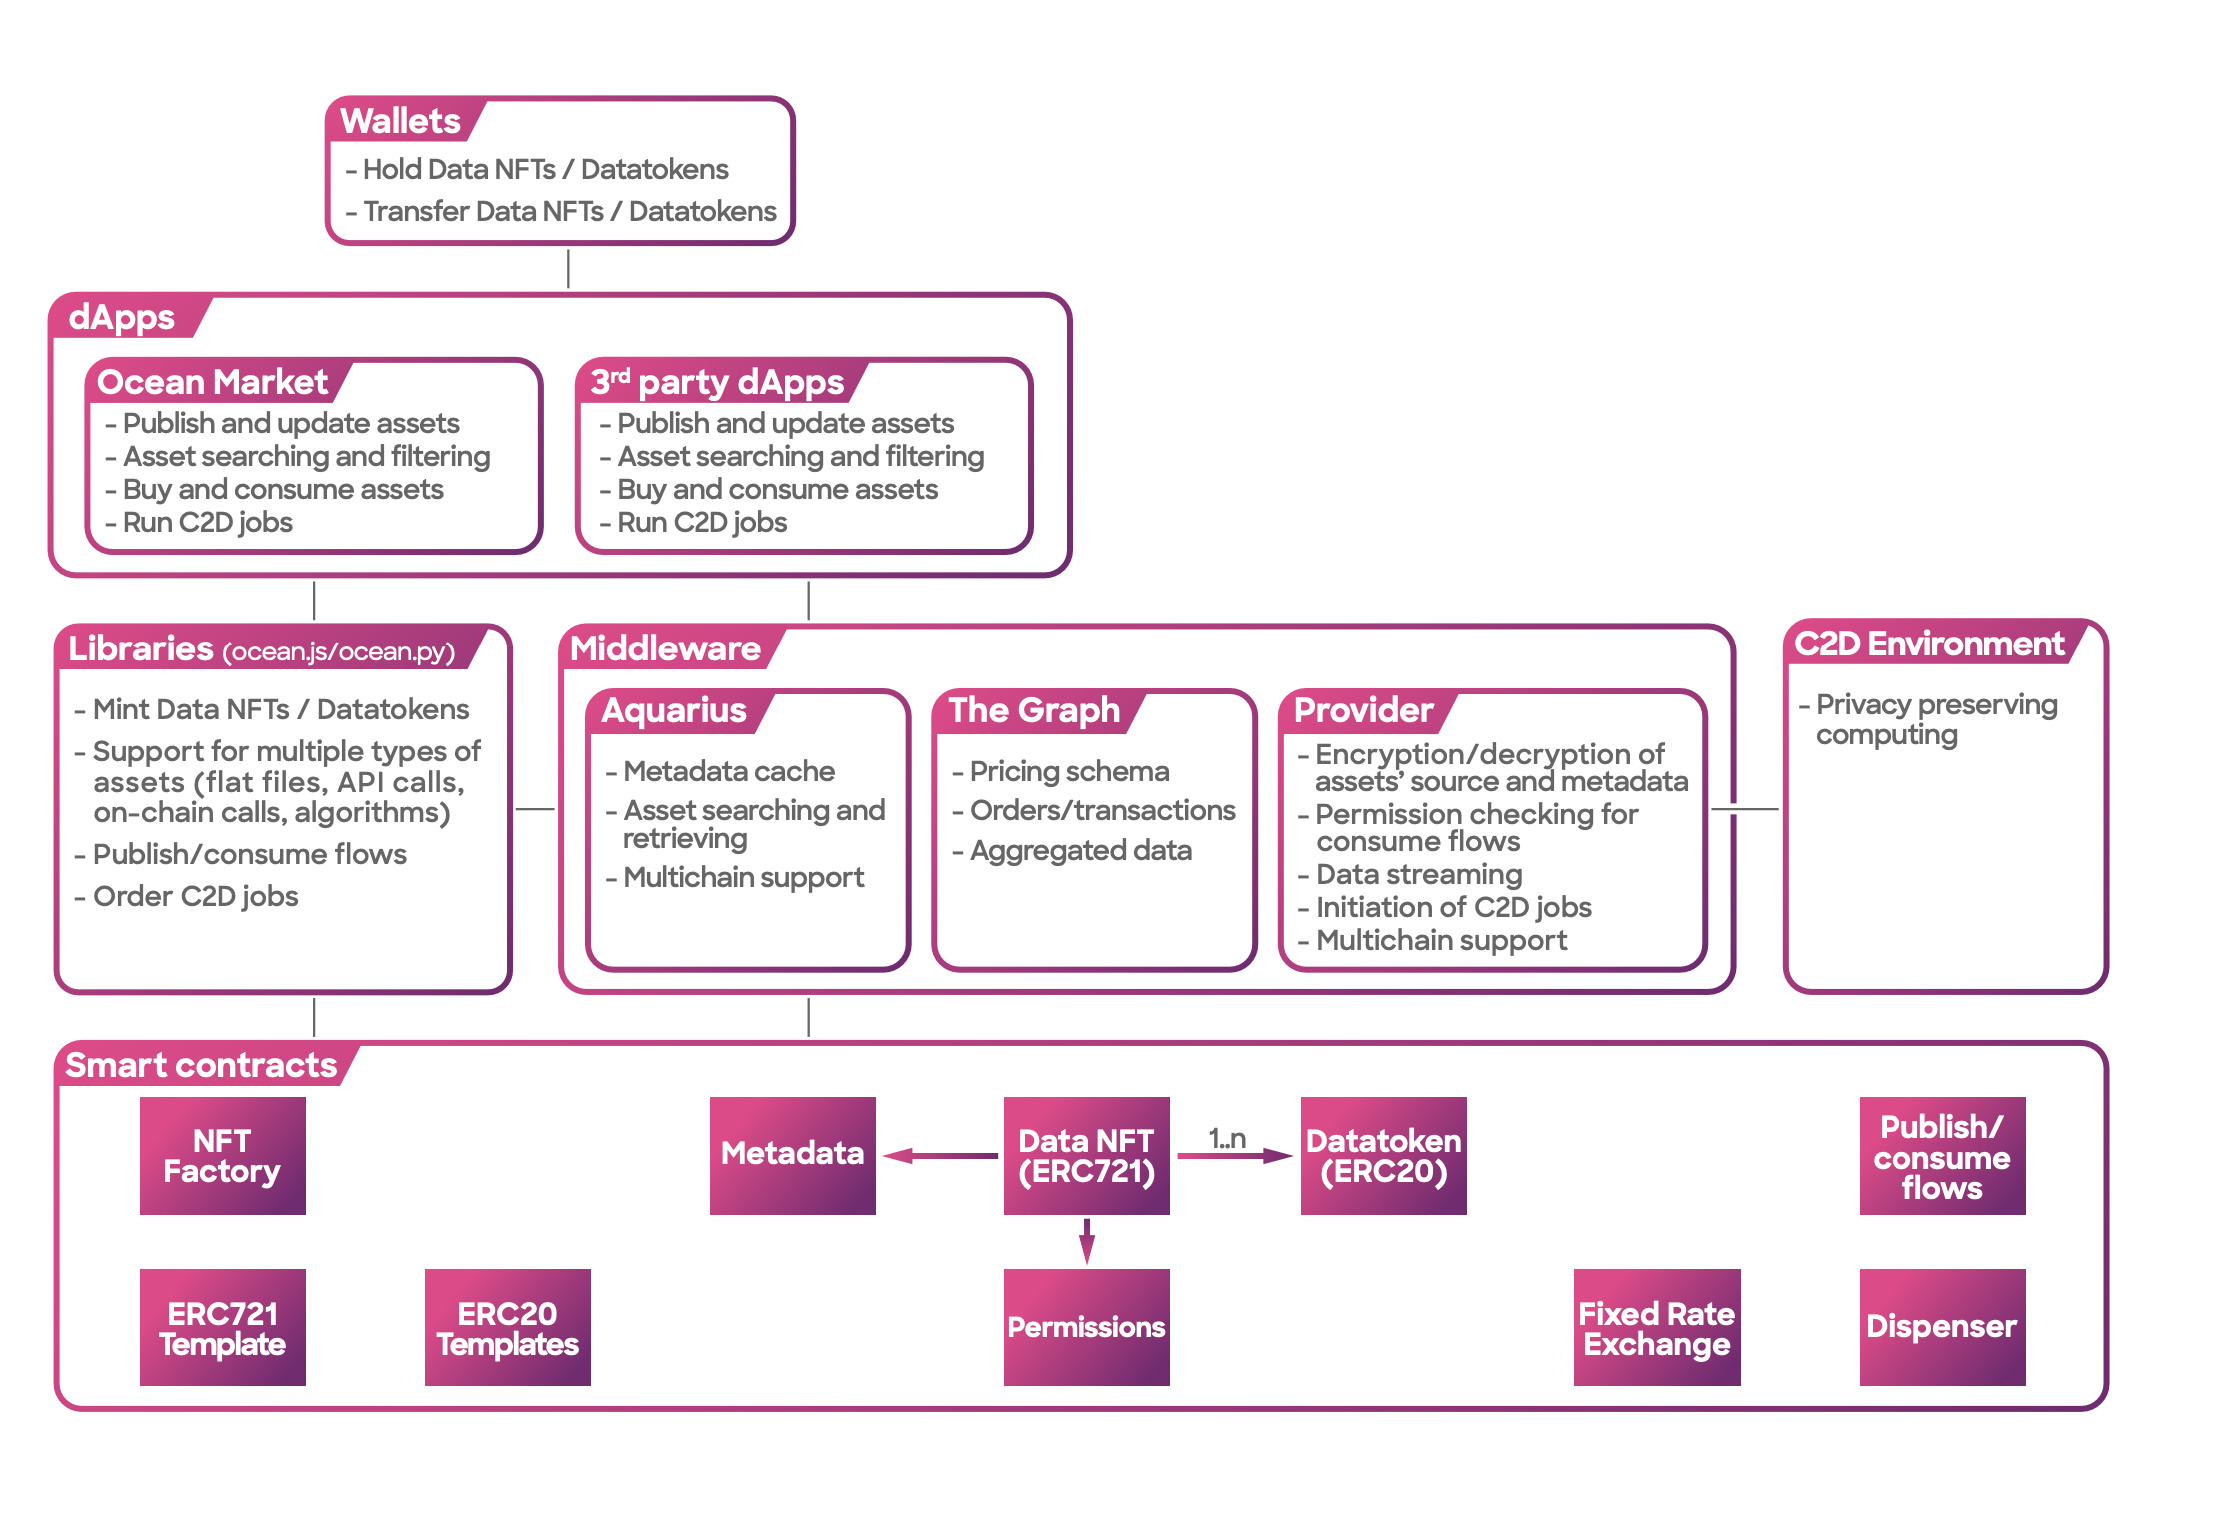 Wallets
- Hold Data NFTs / Datatokens
- Transfer Data NFTs / Datatokens
dApps
Ocean Market
- Publish and update assets
- Asset searching and filtering
- Buy and consume assets
- Run C2D jobs
3rd party dApps
- Publish and update assets
- Asset searching and filtering
- Buy and consume assets
- Run C2D jobs
Libraries (ocean.js/ocean.py)
- Mint Data NFTs / Datatokens
- Support for multiple types of
assets (flat files, API calls,
on-chain calls, algorithms)
- Publish/consume flows
- Order C2D jobs
Middleware
Aquarius
- Metadata cache
- Asset searching and
retrieving
- Multichain support
The Graph
- Pricing schema
- Orders/transactions
- Aggregated data
Provider
- Encryption/decryption of
assets’ source and metadata
- Permission checking for
consume flows
- Data streaming
- Initiation of C2D jobs
- Multichain support
C2D Environment
- Privacy preserving
computing
Smart contracts
NFT
Factory
Metadata
Data NFT
(ERC721)
1..n
Datatoken
(ERC20)
Publish/
consume
flows
ERC721
Template
ERC20
Templates
Permissions
Fixed Rate
Exchange
Dispenser